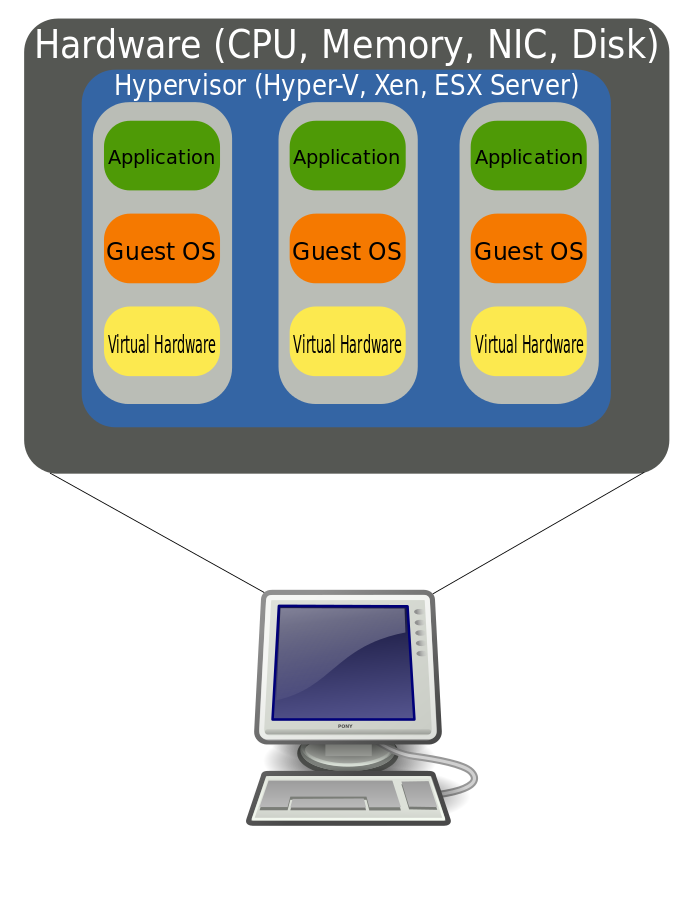 Hardware (CPU, Memory, NIC, Disk)
Hypervisor (Hyper-V, Xen, ESX Server)
Application Application Application
Guest OS Guest OS Guest OS
Virtual Hardware Virtual Hardware Virtual Hardware
PONY